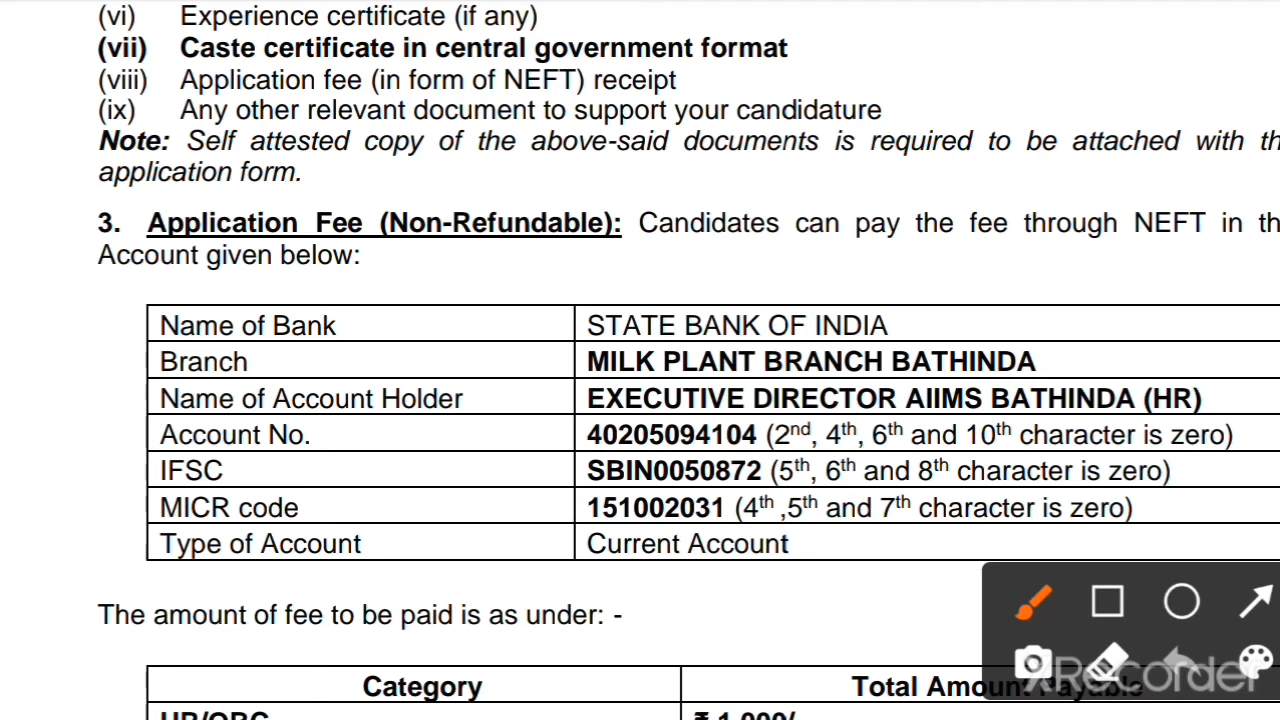 (vi) Experience certificate (if any)
(vii) Caste certificate in central government format
(viii) Application fee (in form of NEFT) receipt
(ix) Any other relevant document to support your candidature
Note: Self attested copy of the above-said documents is required to be attached with th
application form.
3. Application Fee (Non-Refundable): Candidates can pay the fee through NEFT in th
Account given below:
Name of Bank STATE BANK OF INDIA
Branch MILK PLANT BRANCH BATHINDA
Name of Account Holder EXECUTIVE DIRECTOR AIIMS BATHINDA (HR)
Account No. 40205094104 (2nd, 4th, 6th and 10th character is zero)
IFSC SBIN0050872 (5th, 6th and 8th character is zero)
MICR code 151002031 (4th ,5th and 7th character is zero)
Type of Account Current Account
The amount of fee to be paid is as under: -
Category Total Amount Payable
XRecorder